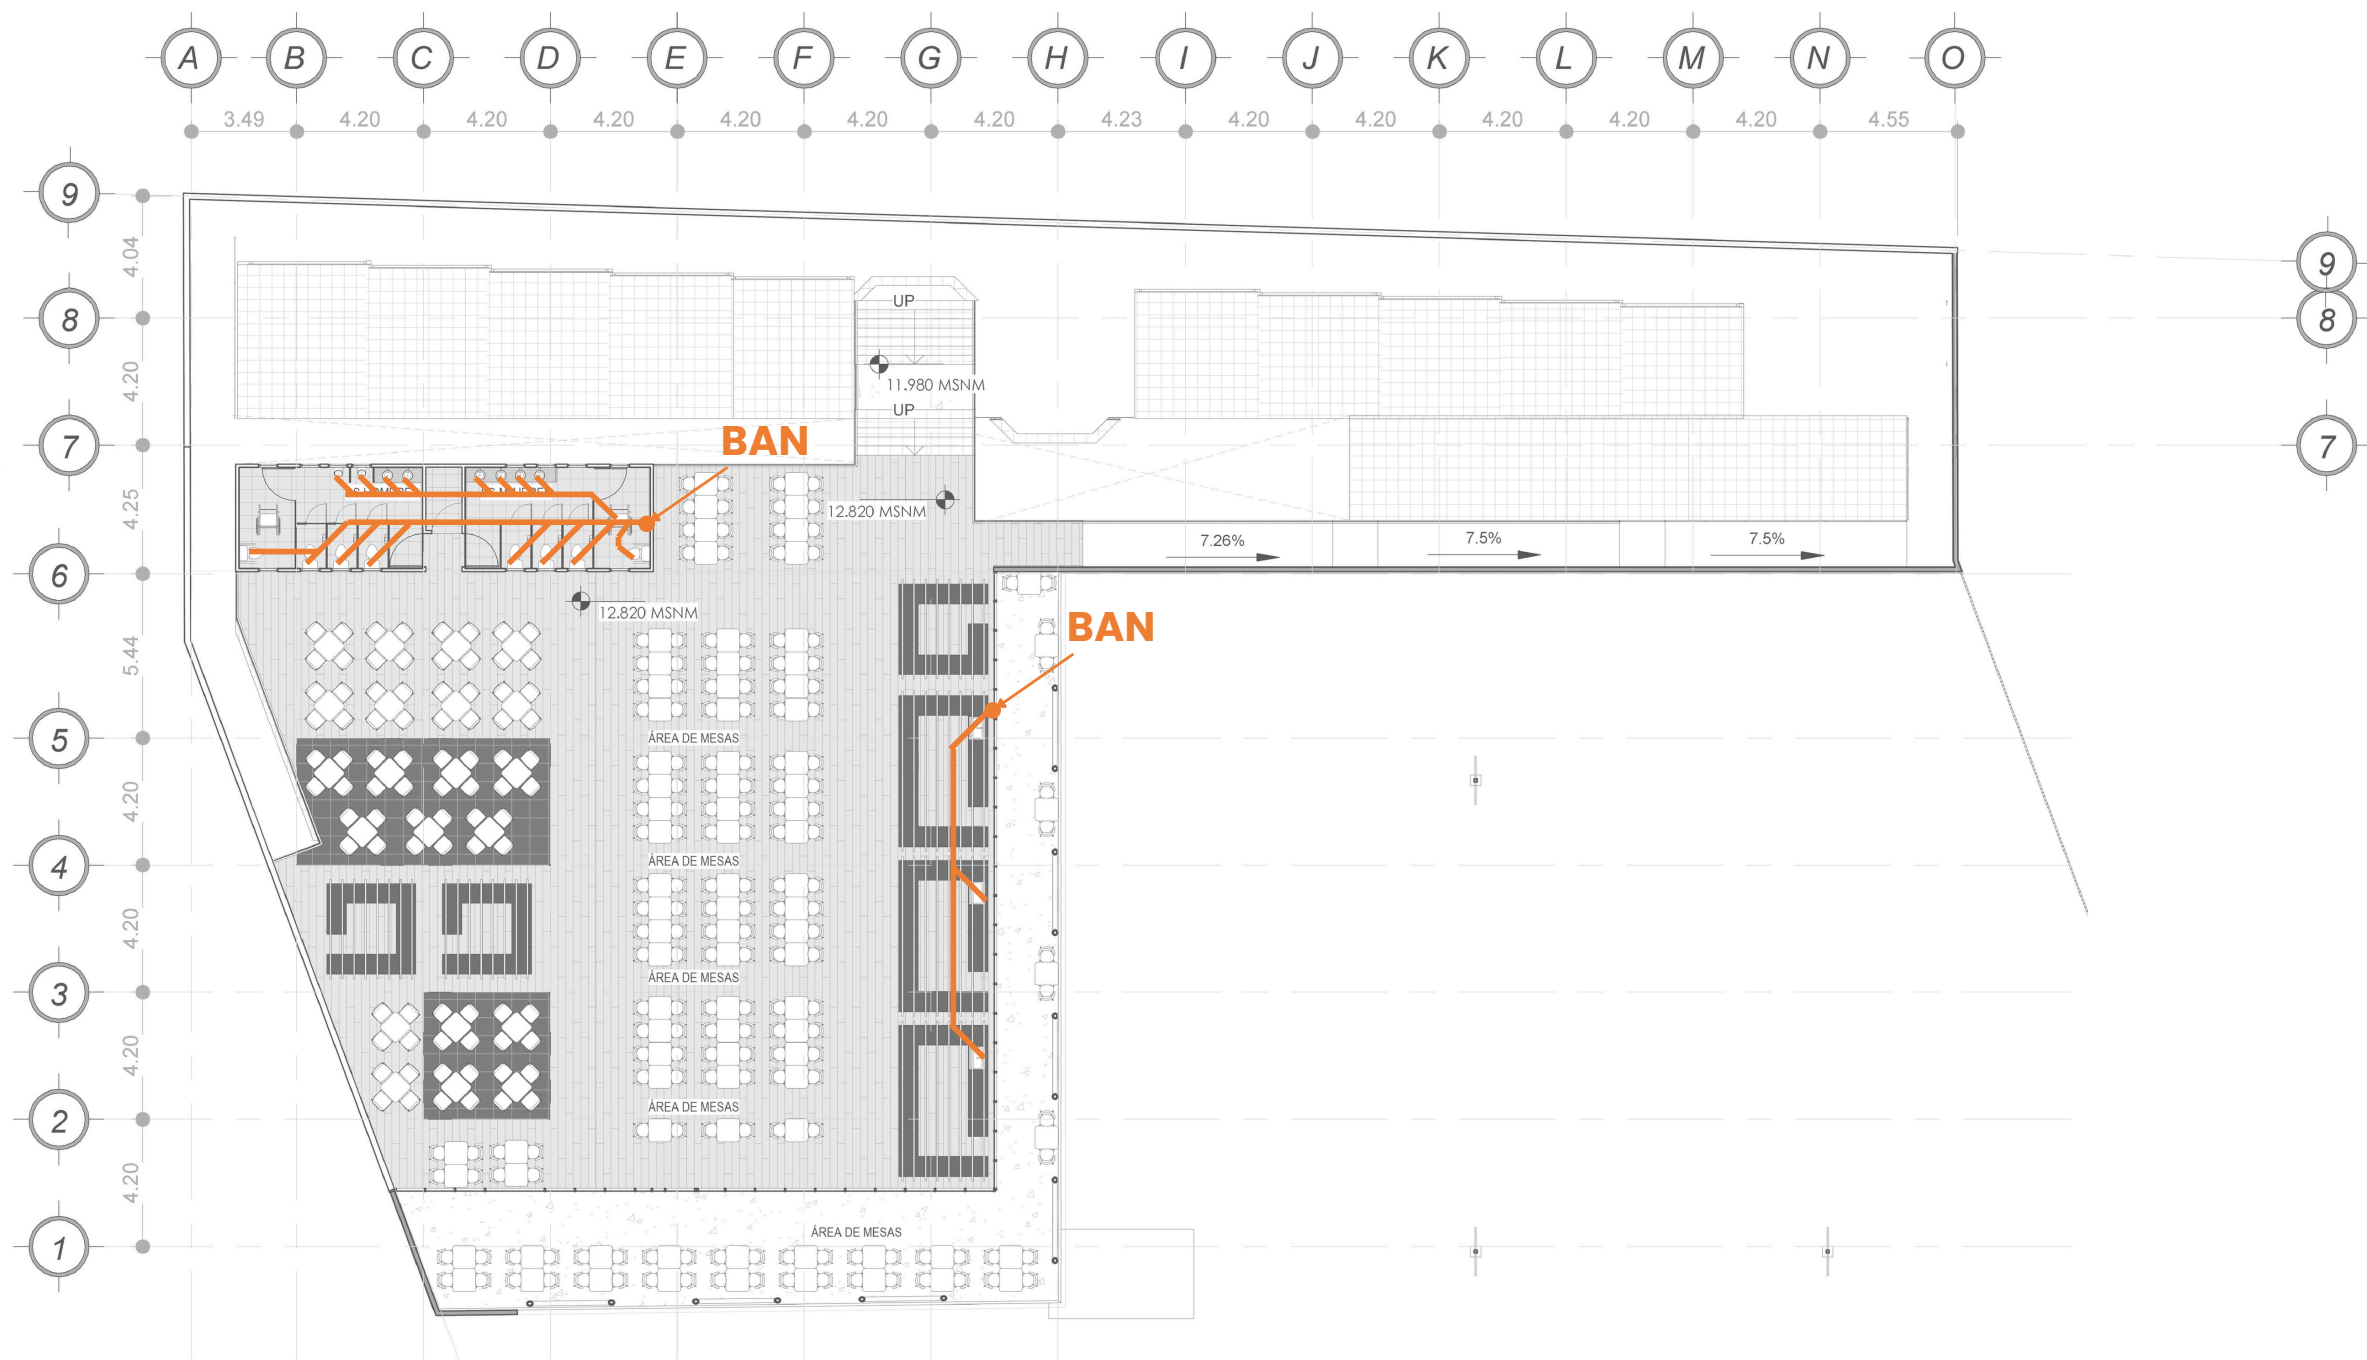 A B C D E F G H I J K L M N O
3.49 4.20 4.20 4.20 4.20 4.20 4.20 4.23 4.20 4.20 4.20 4.20 4.20 4.55
9
4.04
9
8
UP
8
4.20
11.980 MSNM
UP
7
BAN
7
4.25
12.820 MSNM
7.26%
7.5%
7.5%
6
12.820 MSNM
BAN
5.44
5
ÁREA DE MESAS
4.20
4
ÁREA DE MESAS
4.20
3
ÁREA DE MESAS
4.20
2
ÁREA DE MESAS
4.20
1
ÁREA DE MESAS